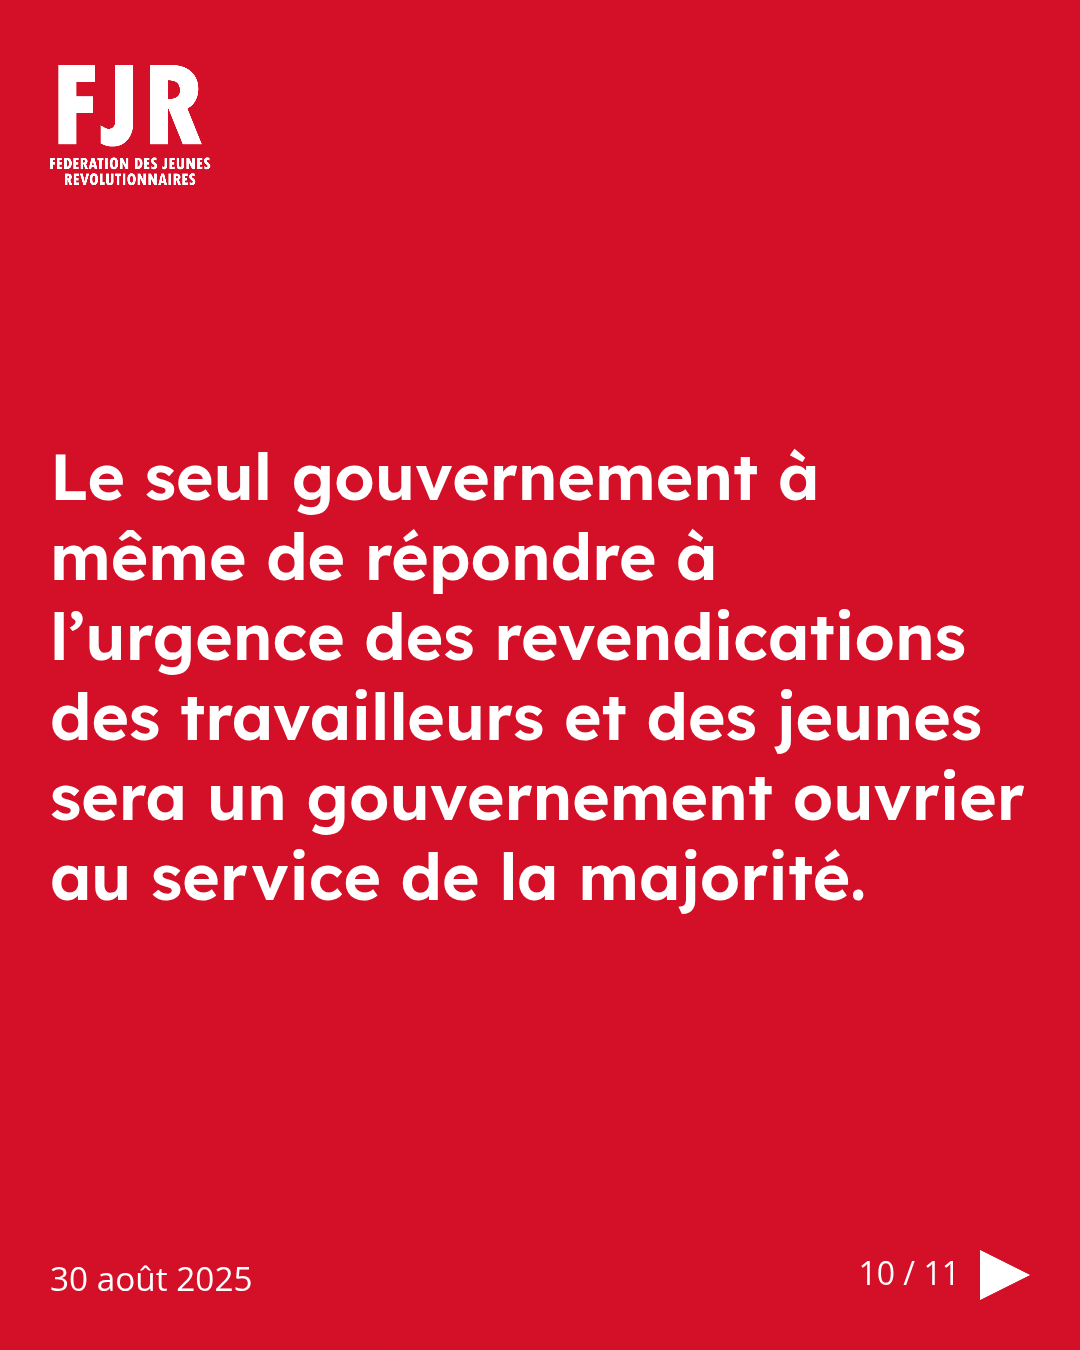 FJR
FEDERATION DES JEUNES
REVOLUTIONNAIRES
Le seul gouvernement à
même de répondre à
l’urgence des revendications
des travailleurs et des jeunes
sera un gouvernement ouvrier
au service de la majorité.
30 août 2025
10 / 11